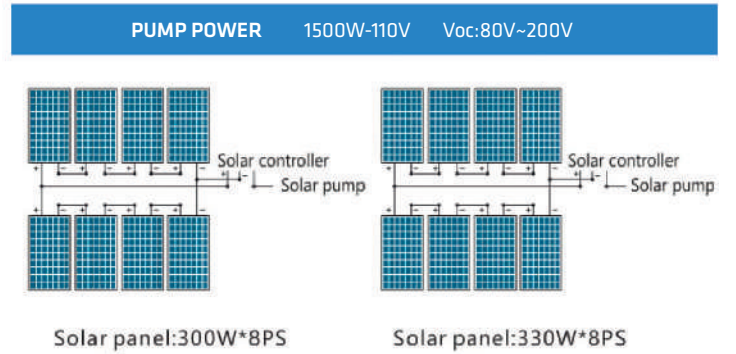 PUMP POWER 1500W-110V Voc:80V~200V
Solar controller
Solar pump
Solar controller
Solar pump
+ - + - + - + -
+ -
+ - + - + - + -
+ -
+ - + - + - + -
+ - + - + - + -
Solar panel:300W*8PS
Solar panel:330W*8PS